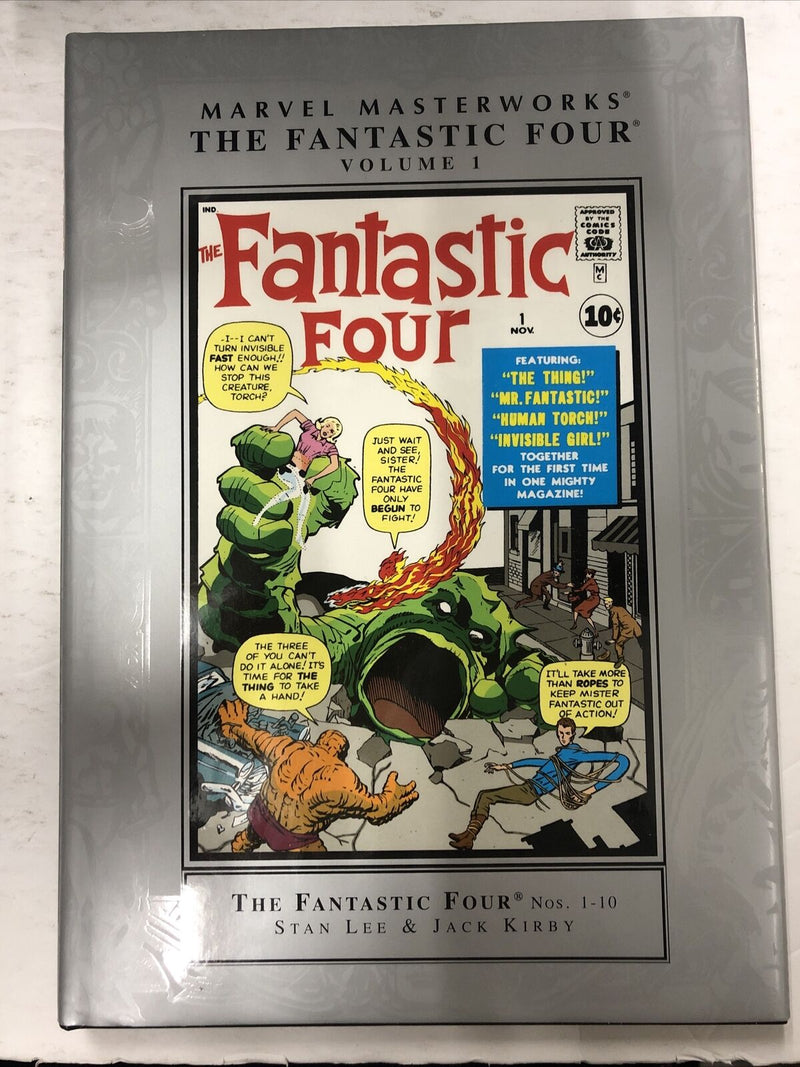 MARVEL MASTERWORKS®
THE FANTASTIC FOUR®
VOLUME 1
IND.
APPROVED
BY THE
COMICS
CODE
CA
AUTHORITY
THE Fantastic
M
C
Four
1
NOV.
10¢
-I--I CAN'T
TURN INVISIBLE
FAST ENOUGH!!
HOW CAN WE
STOP THIS
CREATURE,
TORCH?
FEATURING:
"THE THING!"
"MR. FANTASTIC!"
"HUMAN TORCH!"
"INVISIBLE GIRL!"
TOGETHER
FOR THE FIRST TIME
IN ONE MIGHTY
MAGAZINE!
JUST WAIT
AND SEE,
SISTER!
THE
FANTASTIC
FOUR HAVE
ONLY
BEGUN TO
FIGHT!
THE THREE
OF YOU CAN'T
DO IT ALONE! IT'S
TIME FOR THE
THING TO TAKE
A HAND!
IT'LL TAKE MORE
THAN ROPES TO
KEEP MISTER
FANTASTIC OUT
OF ACTION!
THE FANTASTIC FOUR® NOS. 1-10
STAN LEE & JACK KIRBY